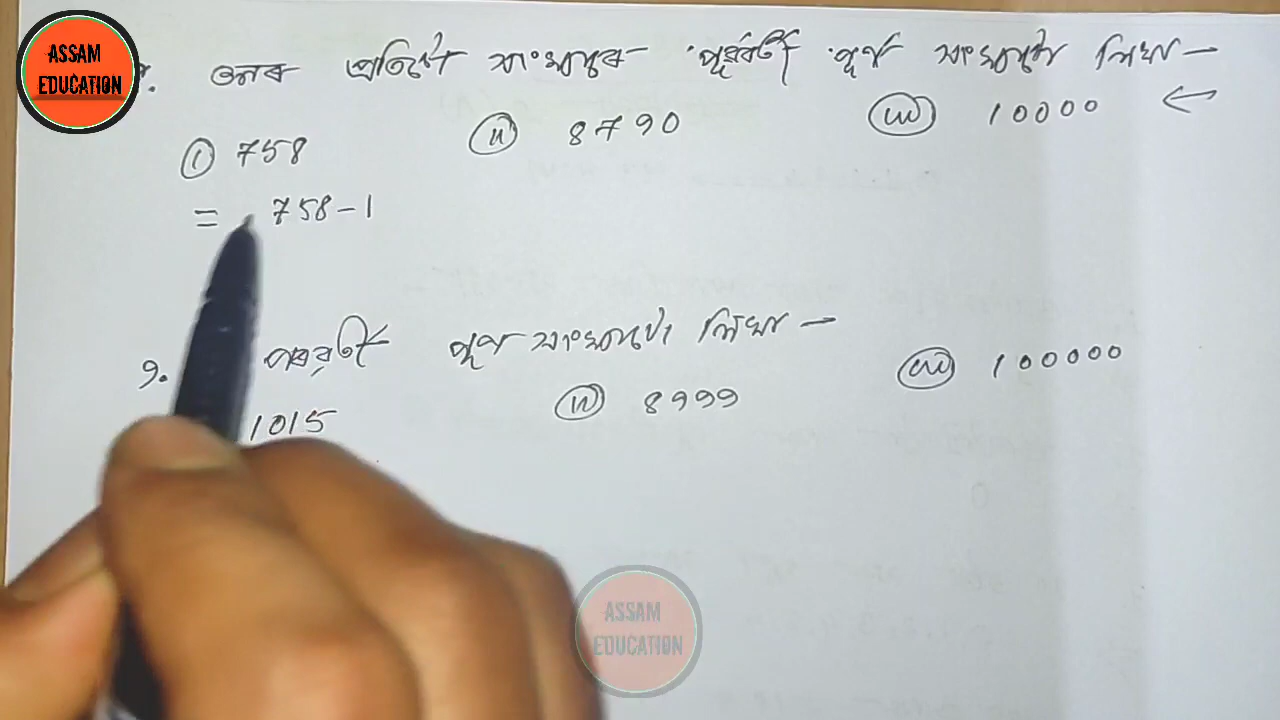 ASSAM
EDUCATION
তলৰ প্ৰতিটো সংখ্যাৰ পূৰ্ববৰ্তী পূৰ্ণ সংখ্যাটো লিখা —
(i) 758 (ii) 8790 (iii) 10000 ←
= 758-1
9. পৰৱৰ্তী পূৰ্ণ সংখ্যাটো লিখা —
1015 (ii) 8999 (iii) 100000
ASSAM
EDUCATION